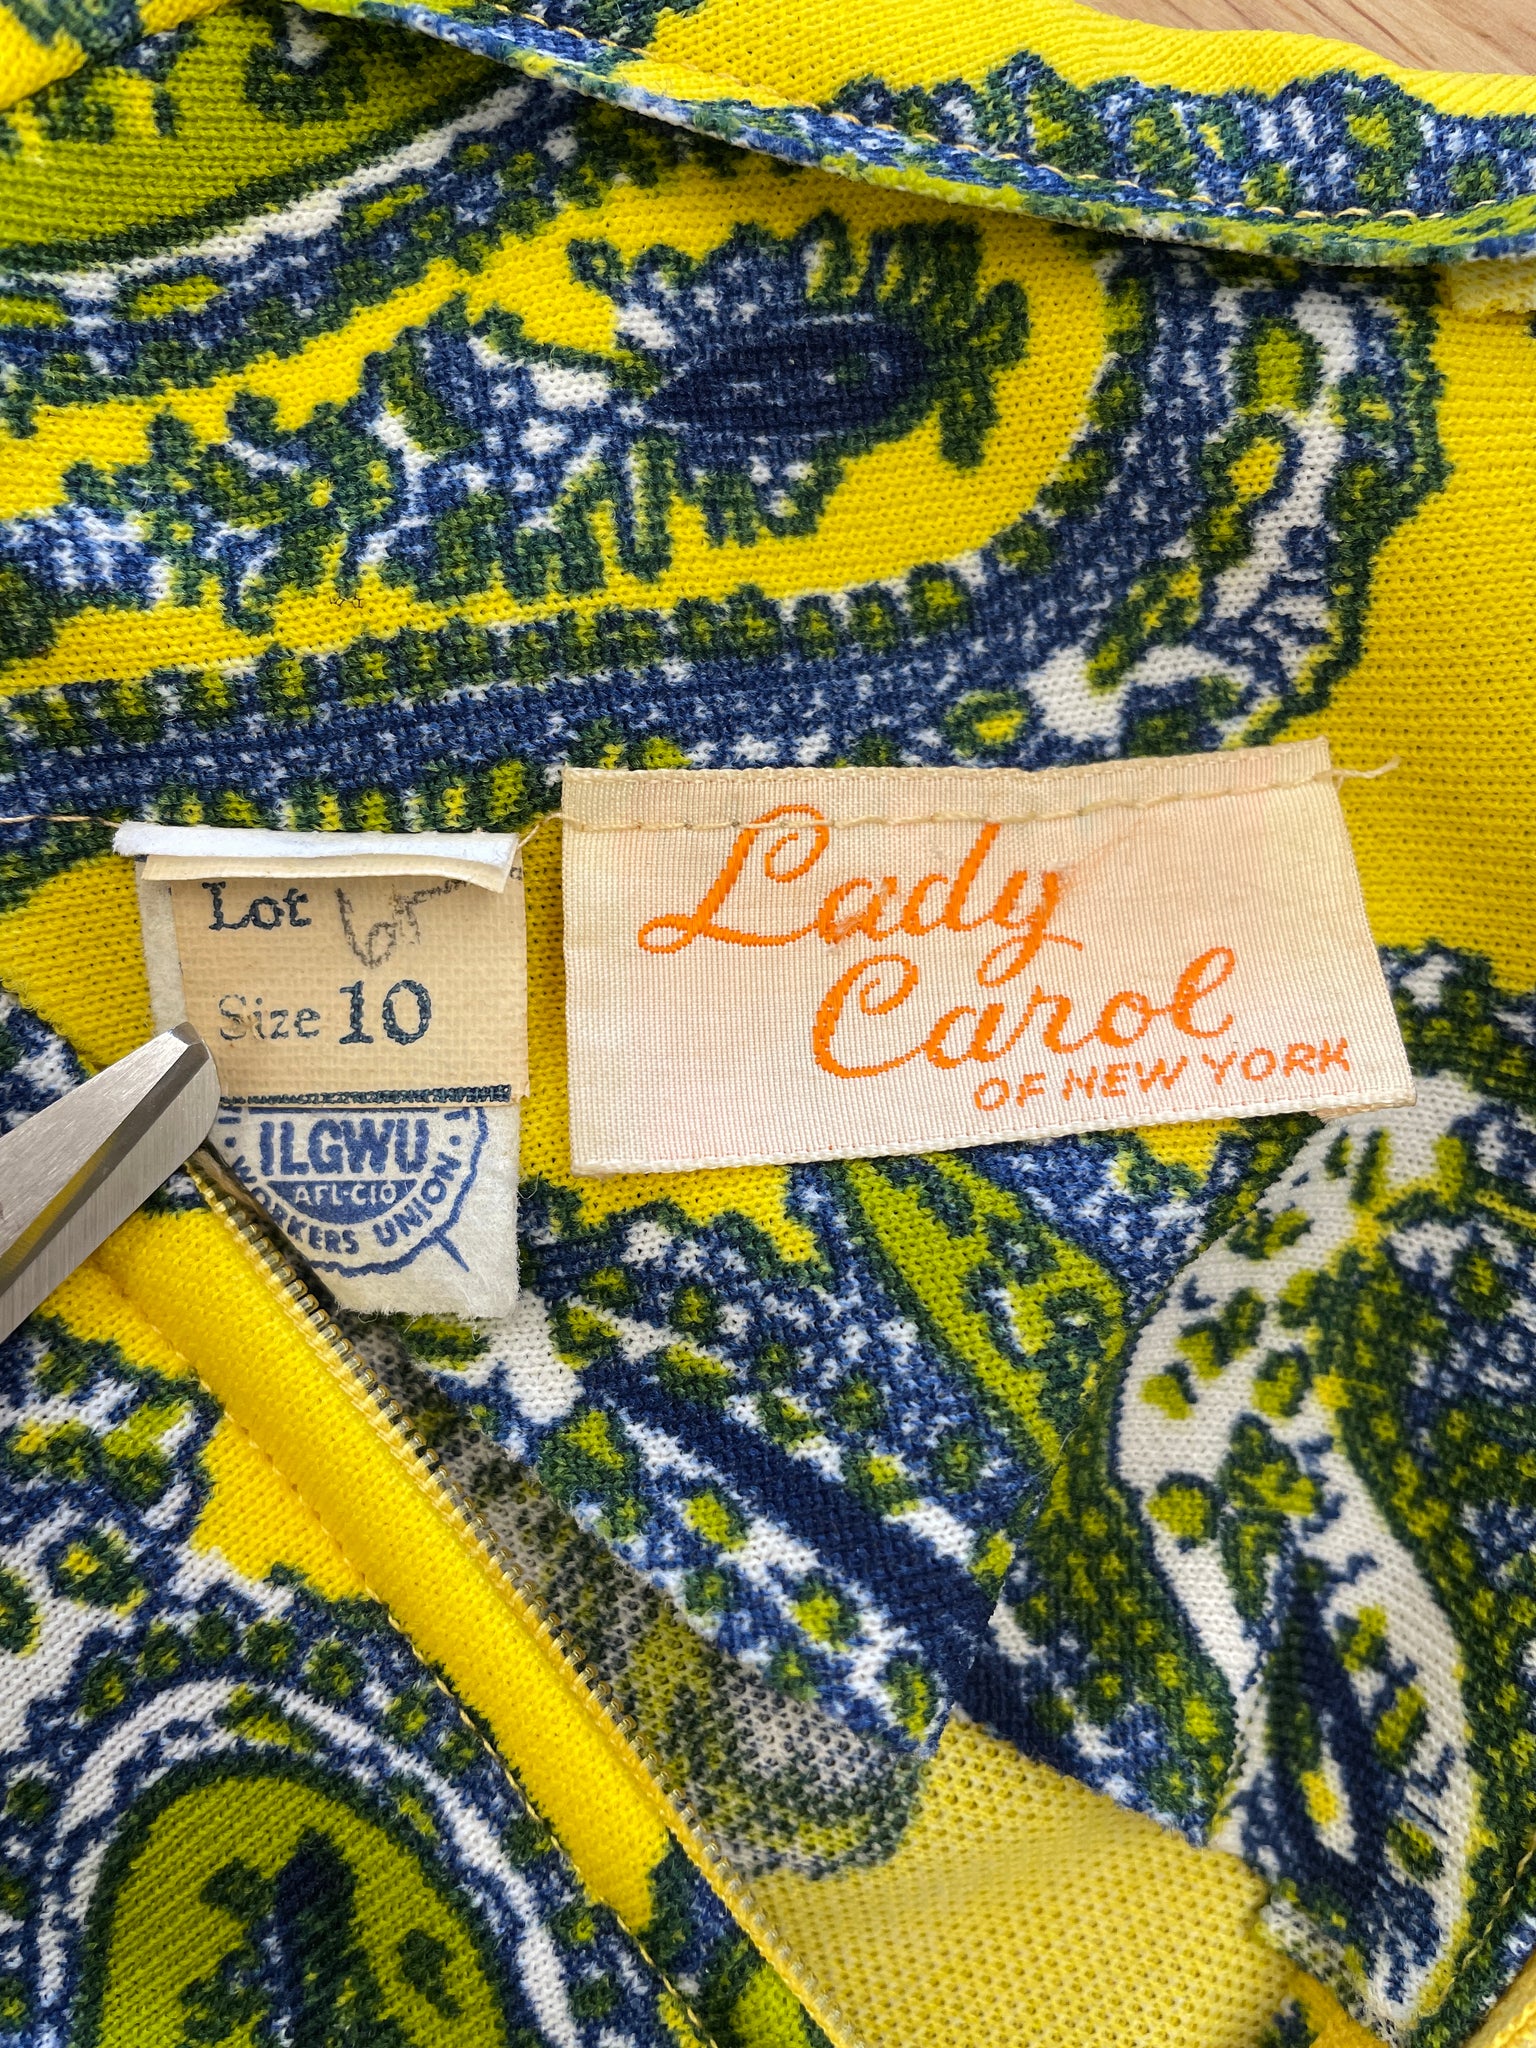 Lot
Size 10
ILGWU
AFL-CIO
WORKERS UNION
Lady
Carol
OF NEW YORK